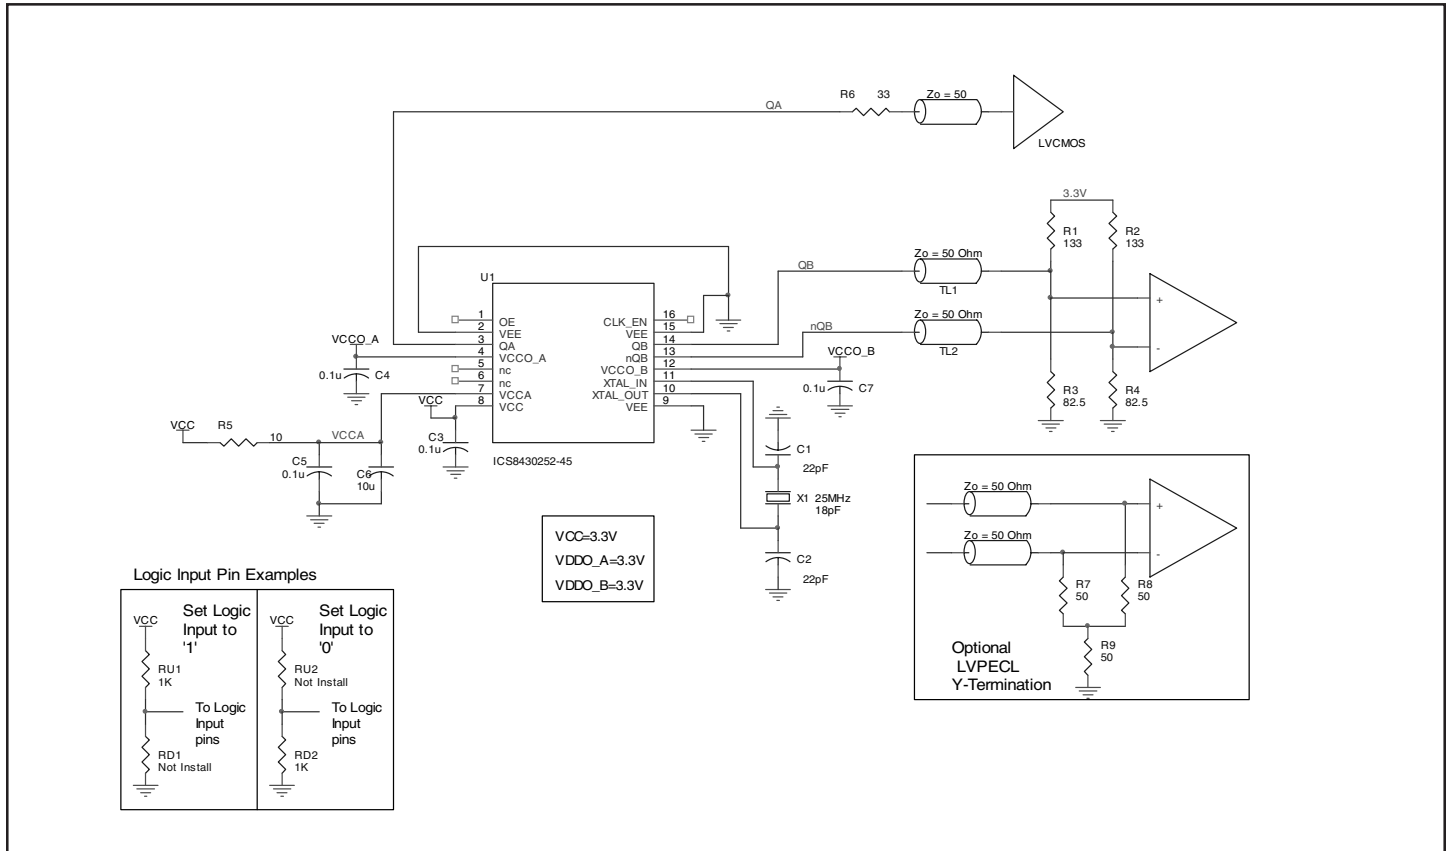 R6 33
Zo = 50
QA
LVCMOS
3.3V
R1
133
R2
133
Zo = 50 Ohm
QB
TL1
Zo = 50 Ohm
nQB
TL2
+
-
R3
82.5
R4
82.5
U1
1 OE
2 VEE
3 QA
4 VCCO_A
5 nc
6 nc
7 VCCA
8 VCC
CLK_EN 16
VEE 15
QB 14
nQB 13
VCCO_B 12
XTAL_IN 11
XTAL_OUT 10
VEE 9
ICS8430252-45
VCCO_A
0.1u C4
VCC
C3
0.1u
VCC
R5
10
VCCA
C5
0.1u
C6
10u
VCCO_B
0.1u C7
C1
22pF
X1 25MHz
18pF
C2
22pF
VCC=3.3V
VDDO_A=3.3V
VDDO_B=3.3V
Zo = 50 Ohm
Zo = 50 Ohm
+
-
R7
50
R8
50
R9
50
Optional
LVPECL
Y-Termination
Logic Input Pin Examples
VCC
Set Logic
Input to
'1'
RU1
1K
To Logic
Input
pins
RD1
Not Install
VCC
Set Logic
Input to
'0'
RU2
Not Install
To Logic
Input
pins
RD2
1K